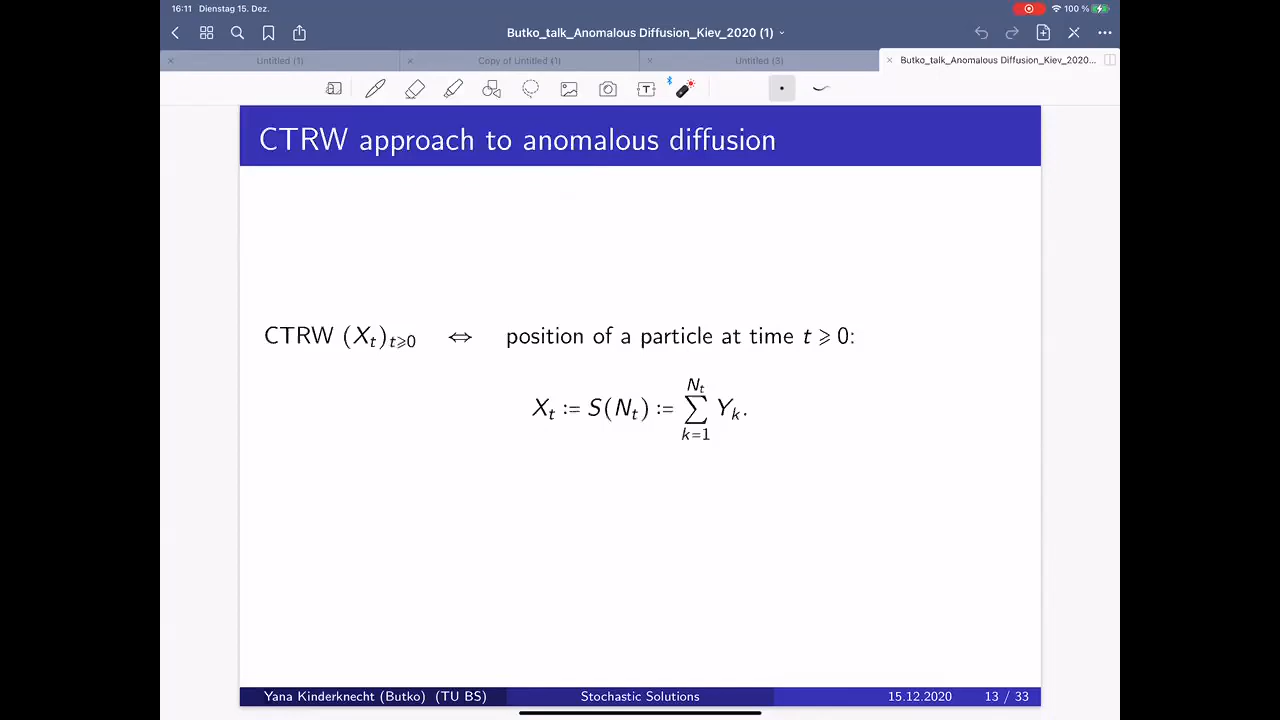 16:11 Dienstag 15. Dez.
100 %
Butko_talk_Anomalous Diffusion_Kiev_2020 (1)
Untitled (1)
Copy of Untitled (1)
Untitled (3)
Butko_talk_Anomalous Diffusion_Kiev_2020...
T
CTRW approach to anomalous diffusion
CTRW (X_t)_{t⩾0} ⇔ position of a particle at time t ⩾ 0:
X_t := S(N_t) := ∑_{k=1}^{N_t} Y_k.
Yana Kinderknecht (Butko) (TU BS) Stochastic Solutions 15.12.2020 13 / 33